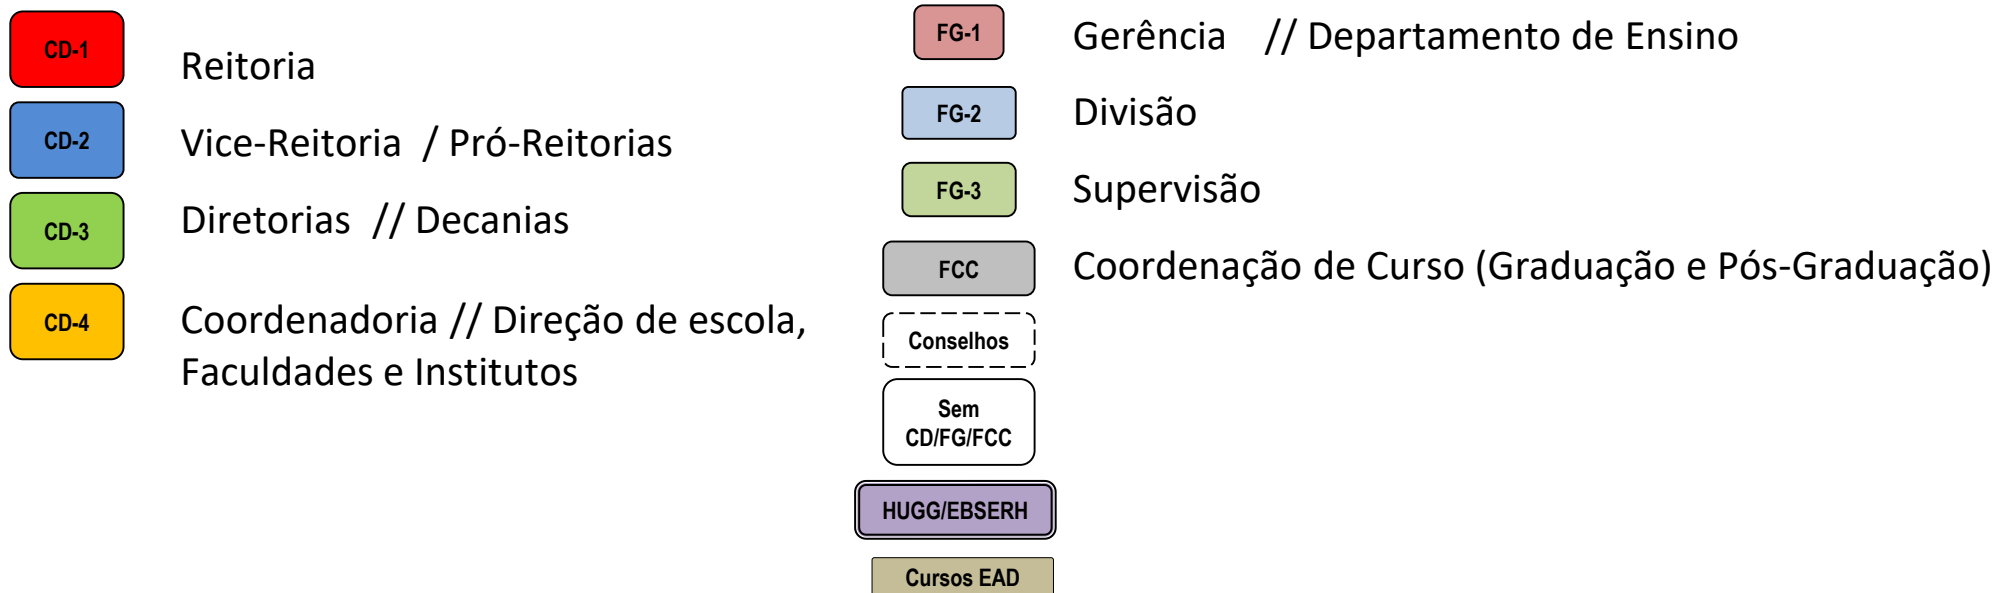 CD-1
Reitoria
CD-2
Vice-Reitoria / Pró-Reitorias
CD-3
Diretorias // Decanias
CD-4
Coordenadoria // Direção de escola,
Faculdades e Institutos
FG-1
Gerência // Departamento de Ensino
FG-2
Divisão
FG-3
Supervisão
FCC
Coordenação de Curso (Graduação e Pós-Graduação)
Conselhos
Sem
CD/FG/FCC
HUGG/EBSERH
Cursos EAD